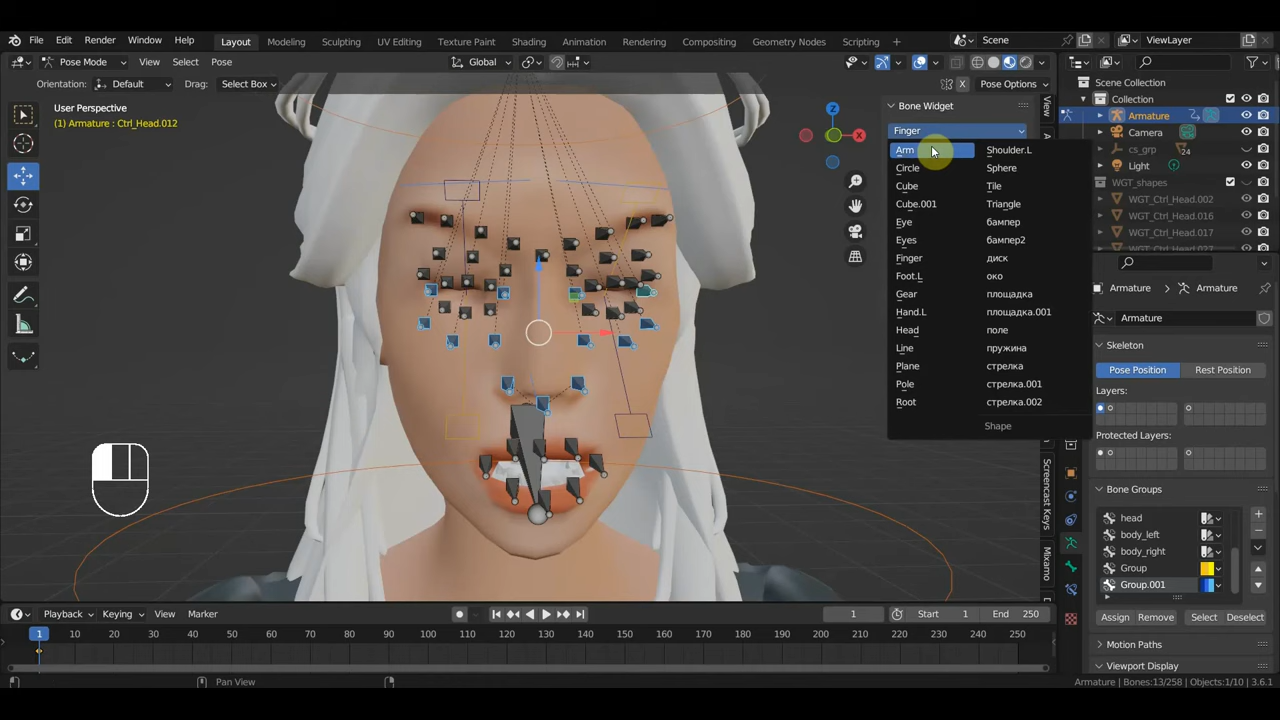 File Edit Render Window Help Layout Modeling Sculpting UV Editing Texture Paint Shading Animation Rendering Compositing Geometry Nodes Scripting + Scene ViewLayer
Pose Mode View Select Pose Global
Orientation: Default Drag: Select Box X Pose Options
User Perspective
(1) Armature : Ctrl_Head.012
Z
X
Bone Widget
Finger
Arm Shoulder.L
Circle Sphere
Cube Tile
Cube.001 Triangle
Eye бампер
Eyes бампер2
Finger диск
Foot.L око
Gear площадка
Hand.L площадка.001
Head поле
Line пружина
Plane стрелка
Pole стрелка.001
Root стрелка.002
Shape
View
Screencast Keys
Mixamo
Scene Collection
Collection
Armature
Camera
cs_grp 24
Light
WGT_shapes
WGT_Ctrl_Head.002
WGT_Ctrl_Head.016
WGT_Ctrl_Head.017
WGT_Ctrl_Head.027
Armature Armature
Armature
Skeleton
Pose Position Rest Position
Layers:
Protected Layers:
Bone Groups
head
body_left
body_right
Group
Group.001
Assign Remove Select Deselect
Motion Paths
Viewport Display
Playback Keying View Marker 1 Start 1 End 250
1 10 20 30 40 50 60 70 80 90 100 110 120 130 140 150 160 170 180 190 200 210 220 230 240 250
Pan View Armature | Bones:13/258 | Objects:1/10 | 3.6.1